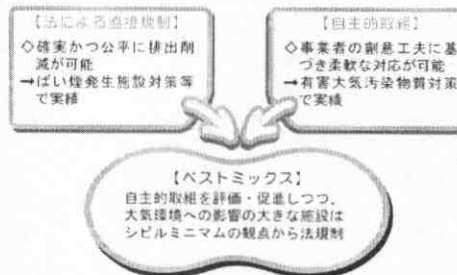 【法による直接規制】
◇確実かつ公平に排出削
減が可能
→ばい煙発生施設対策等
で実績
【自主的取組】
◇事業者の創意工夫に基
づき柔軟な対応が可能
→有害大気汚染物質対策
で実績
【ベストミックス】
自主的取組を評価・促進しつつ、
大気環境への影響の大きな施設は
シビルミニマムの観点から法規制